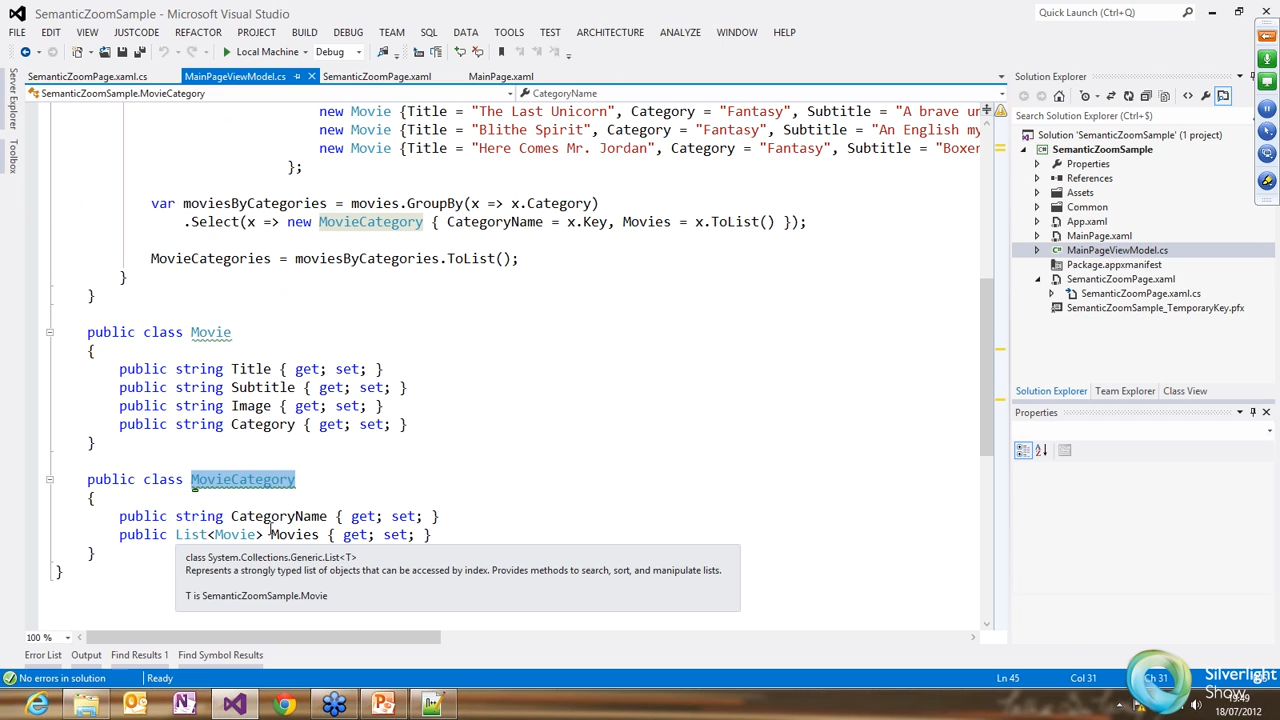 SemanticZoomSample - Microsoft Visual Studio
Quick Launch (Ctrl+Q)
FILE EDIT VIEW JUSTCODE REFACTOR PROJECT BUILD DEBUG TEAM SQL DATA TOOLS TEST ARCHITECTURE ANALYZE WINDOW HELP
Local Machine Debug
Server Explorer
Toolbox
SemanticZoomPage.xaml.cs MainPageViewModel.cs SemanticZoomPage.xaml MainPage.xaml
SemanticZoomSample.MovieCategory CategoryName
new Movie {Title = "The Last Unicorn", Category = "Fantasy", Subtitle = "A brave un
new Movie {Title = "Blithe Spirit", Category = "Fantasy", Subtitle = "An English my
new Movie {Title = "Here Comes Mr. Jordan", Category = "Fantasy", Subtitle = "Boxer
};
var moviesByCategories = movies.GroupBy(x => x.Category)
.Select(x => new MovieCategory { CategoryName = x.Key, Movies = x.ToList() });
MovieCategories = moviesByCategories.ToList();
}
}
public class Movie
{
public string Title { get; set; }
public string Subtitle { get; set; }
public string Image { get; set; }
public string Category { get; set; }
}
public class MovieCategory
{
public string CategoryName { get; set; }
public List<Movie> Movies { get; set; }
}
}
class System.Collections.Generic.List<T>
Represents a strongly typed list of objects that can be accessed by index. Provides methods to search, sort, and manipulate lists.
T is SemanticZoomSample.Movie
100 %
Error List Output Find Results 1 Find Symbol Results
Solution Explorer
Search Solution Explorer (Ctrl+$)
Solution 'SemanticZoomSample' (1 project)
SemanticZoomSample
Properties
References
Assets
Common
App.xaml
MainPage.xaml
MainPageViewModel.cs
Package.appxmanifest
SemanticZoomPage.xaml
SemanticZoomPage.xaml.cs
SemanticZoomSample_TemporaryKey.pfx
Solution Explorer Team Explorer Class View
Properties
No errors in solution Ready Ln 45 Col 31 Ch 31
Silverlight
Show
19:49
18/07/2012